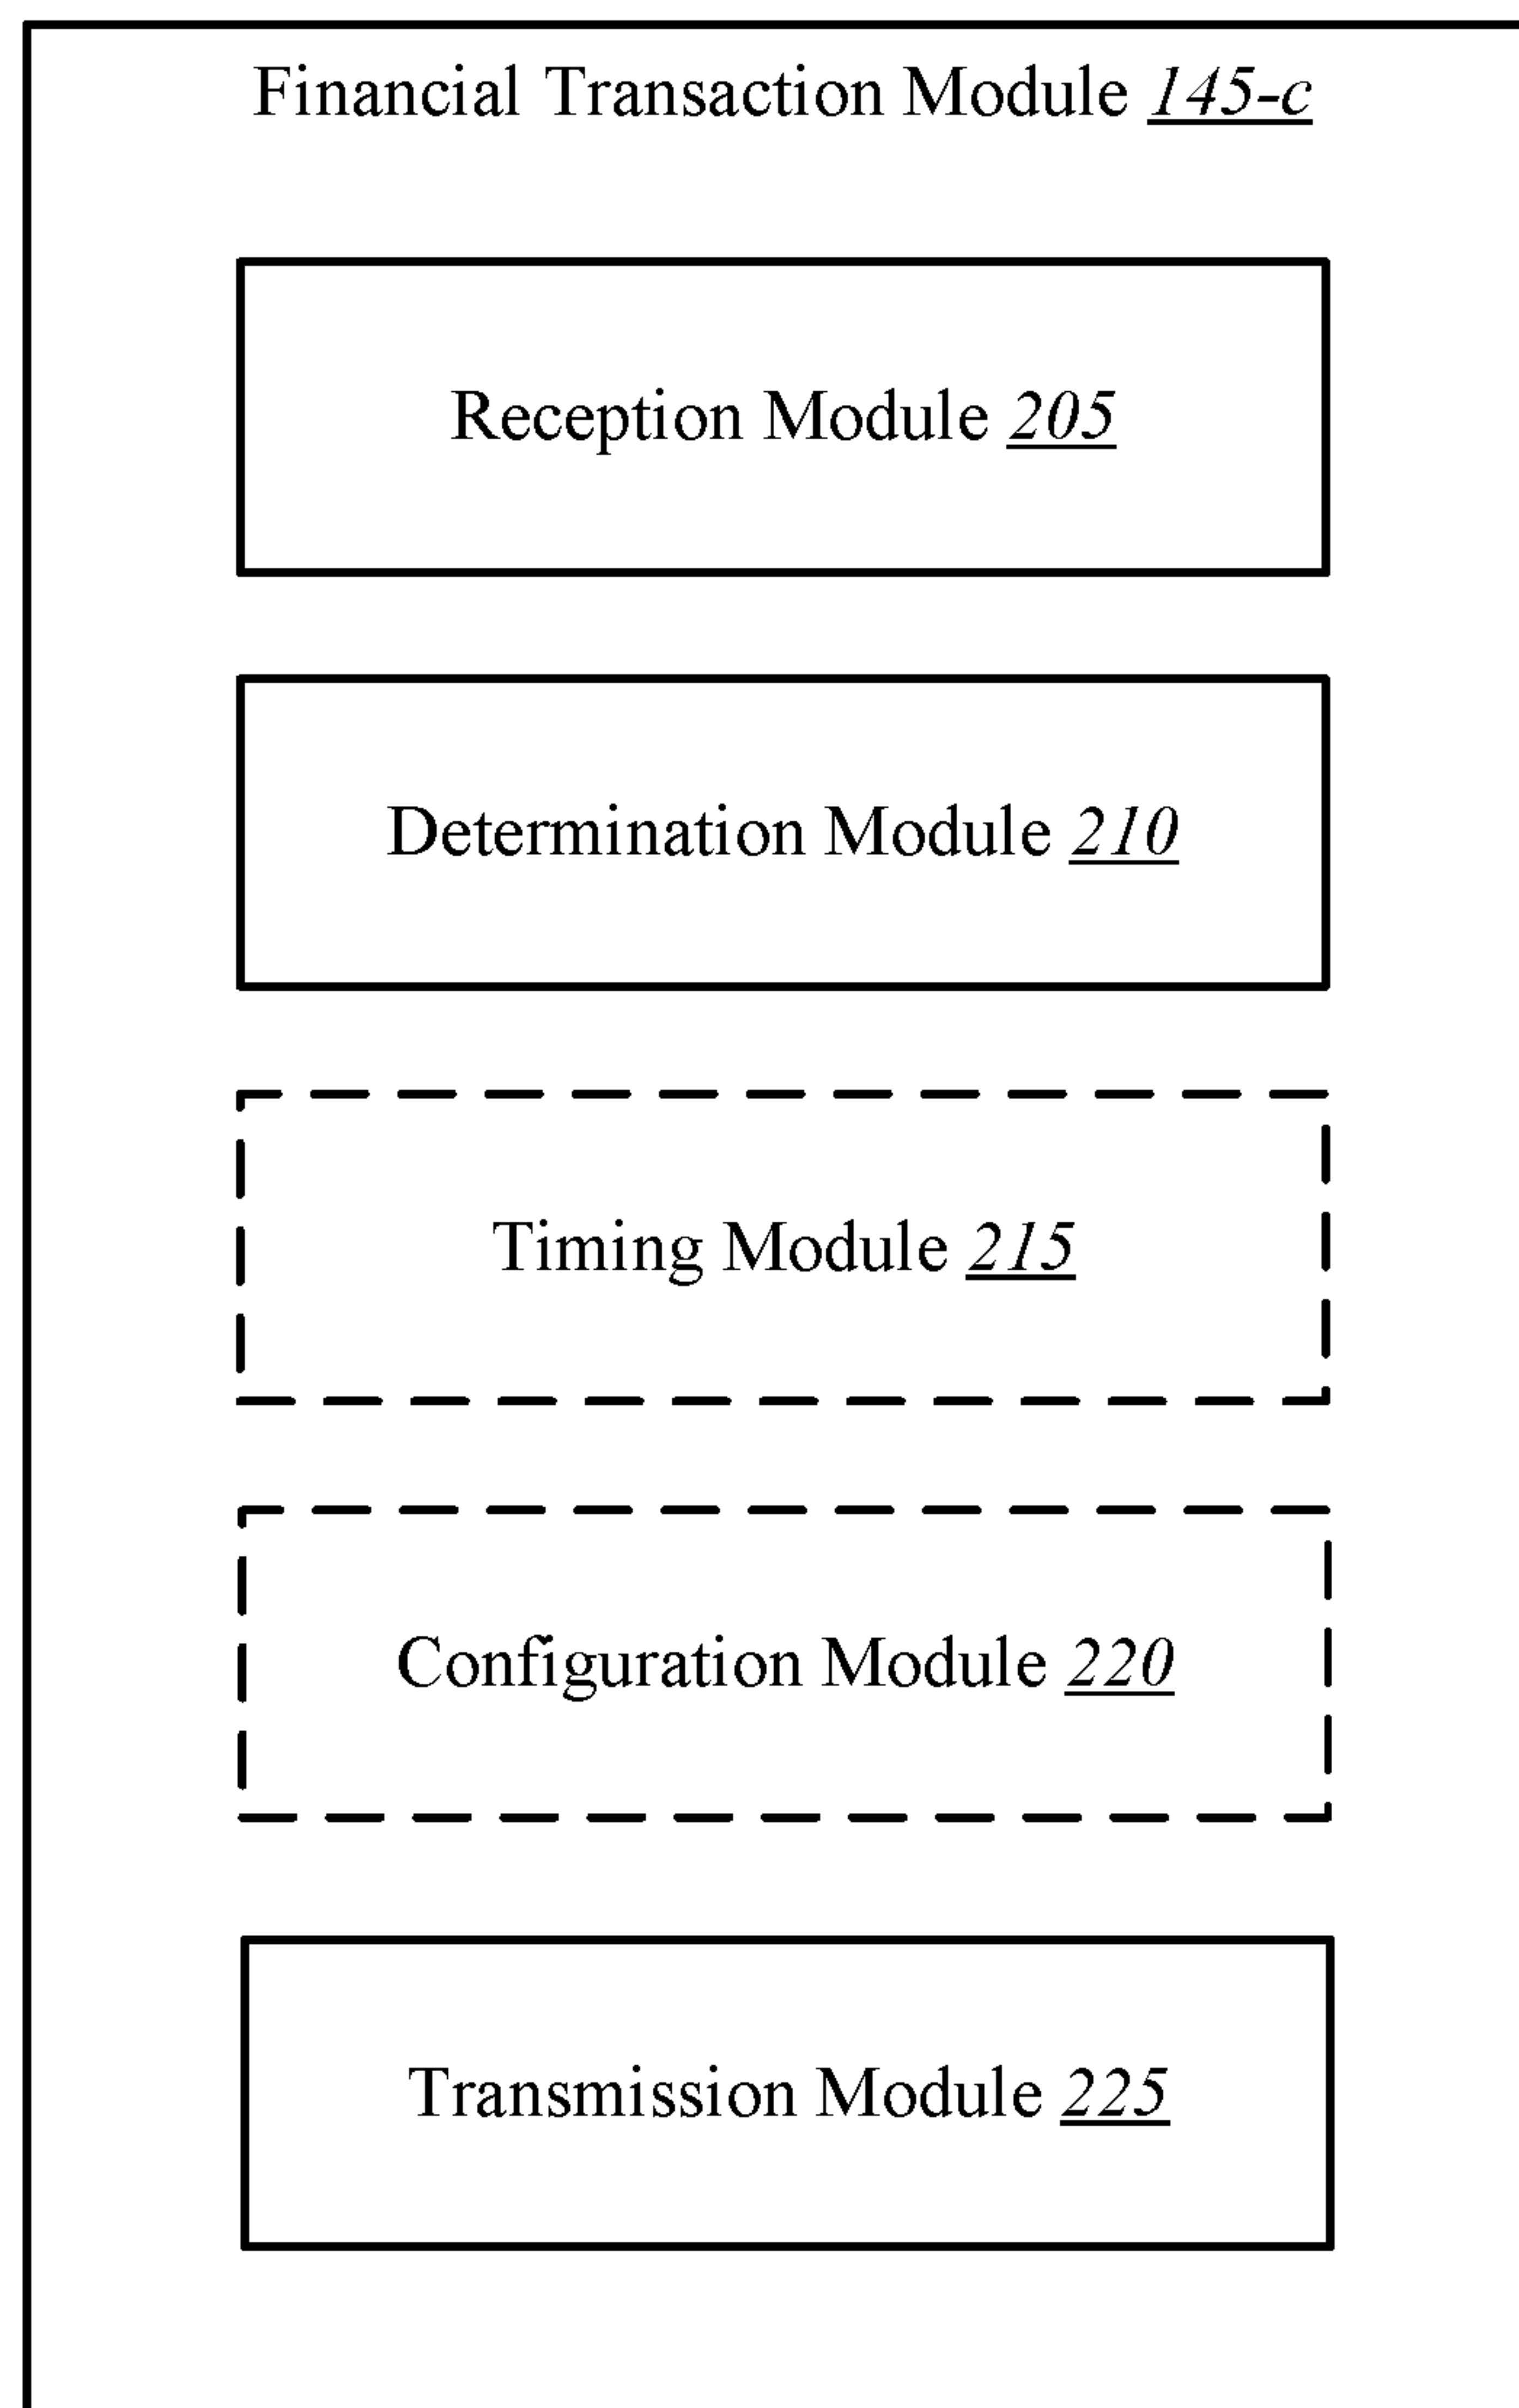 Financial Transaction Module 145-c
Reception Module 205
Determination Module 210
Timing Module 215
Configuration Module 220
Transmission Module 225